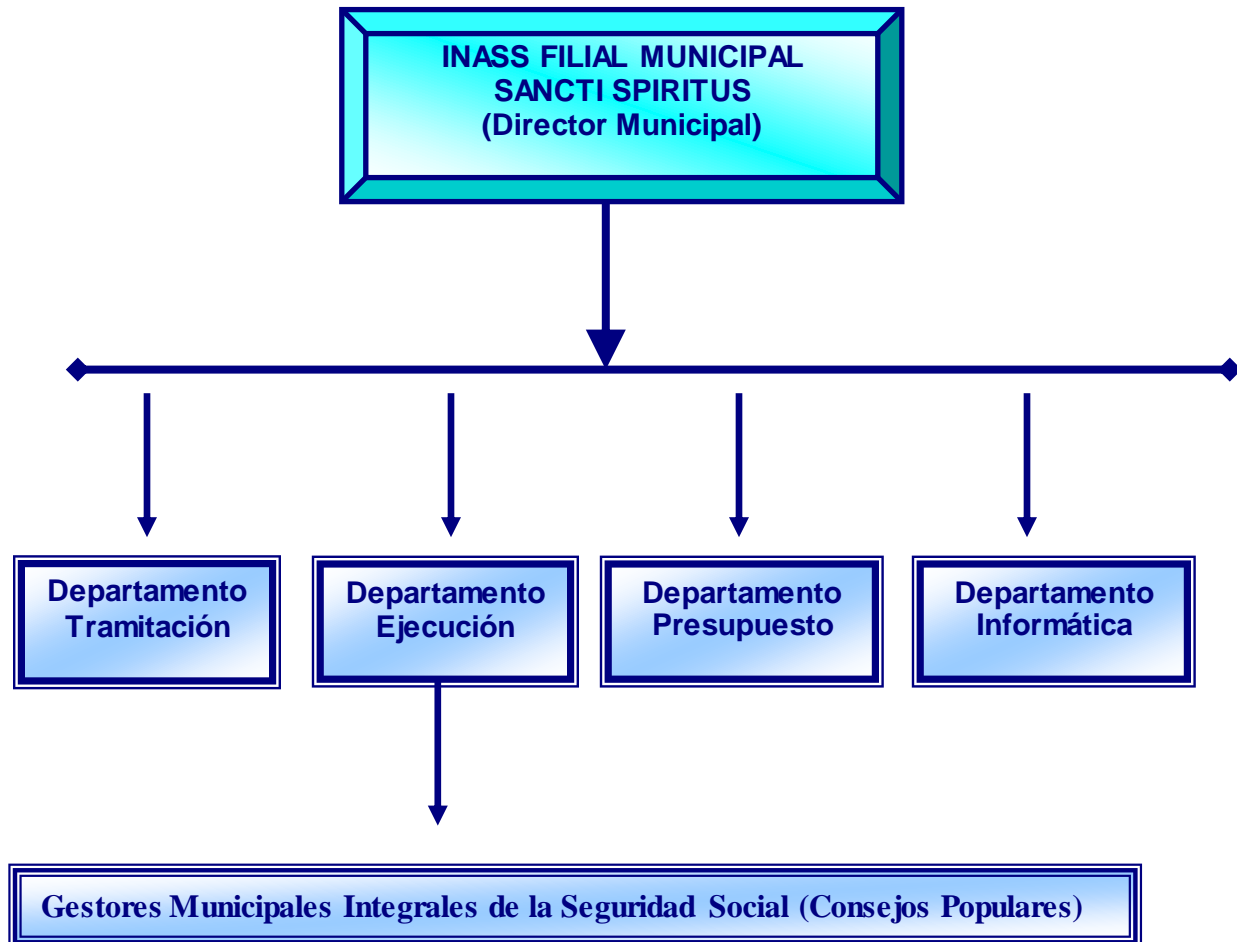 INASS FILIAL MUNICIPAL
SANCTI SPIRITUS
(Director Municipal)
Departamento
Tramitación
Departamento
Ejecución
Departamento
Presupuesto
Departamento
Informática
Gestores Municipales Integrales de la Seguridad Social (Consejos Populares)